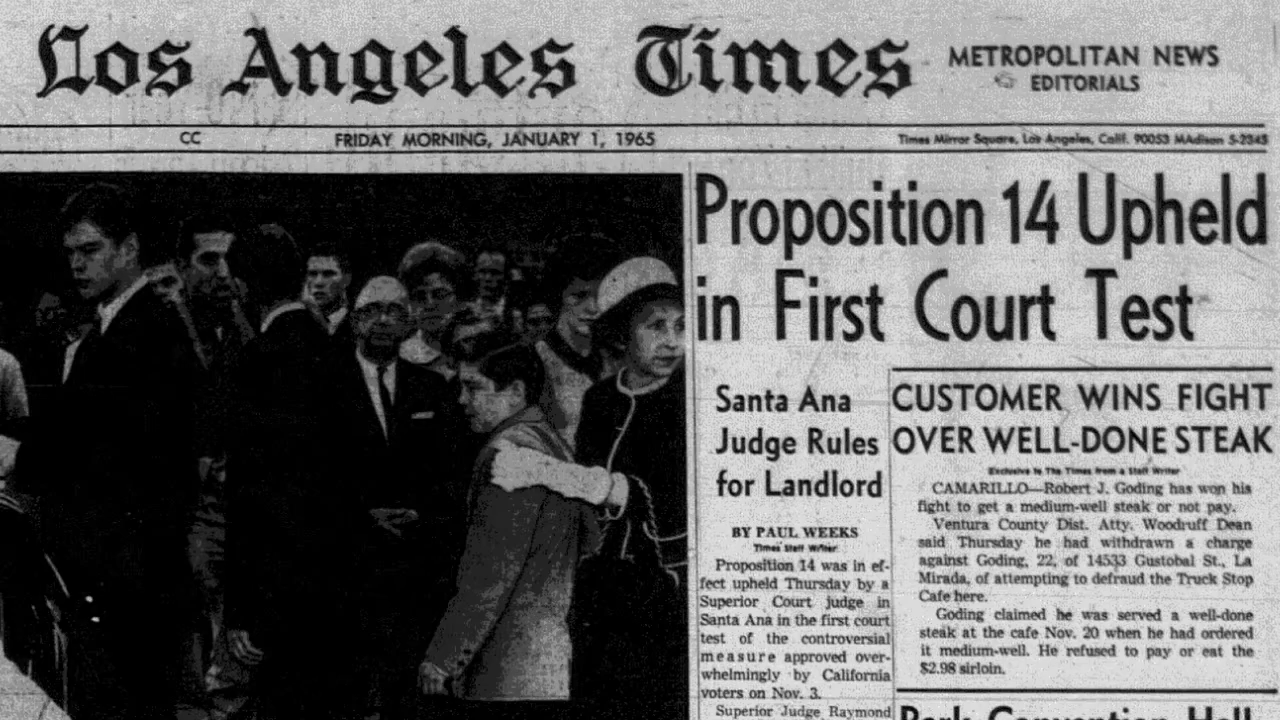 Los Angeles Times
METROPOLITAN NEWS
EDITORIALS
CC
FRIDAY MORNING, JANUARY 1, 1965
Times Mirror Square, Los Angeles, Calif. 90053 MAdison 5-2345
Proposition 14 Upheld
in First Court Test
Santa Ana
Judge Rules
for Landlord
BY PAUL WEEKS
Times Staff Writer
Proposition 14 was in ef-
fect upheld Thursday by a
Superior Court judge in
Santa Ana in the first court
test of the controversial
measure approved over-
whelmingly by California
voters on Nov. 3.
Superior Judge Raymond
CUSTOMER WINS FIGHT
OVER WELL-DONE STEAK
Exclusive to The Times from a Staff Writer
CAMARILLO—Robert J. Goding has won his
fight to get a medium-well steak or not pay.
Ventura County Dist. Atty. Woodruff Dean
said Thursday he had withdrawn a charge
against Goding, 22, of 14533 Gustobal St., La
Mirada, of attempting to defraud the Truck Stop
Cafe here.
Goding claimed he was served a well-done
steak at the cafe Nov. 20 when he had ordered
it medium-well. He refused to pay or eat the
$2.98 sirloin.
Park Convention Hall